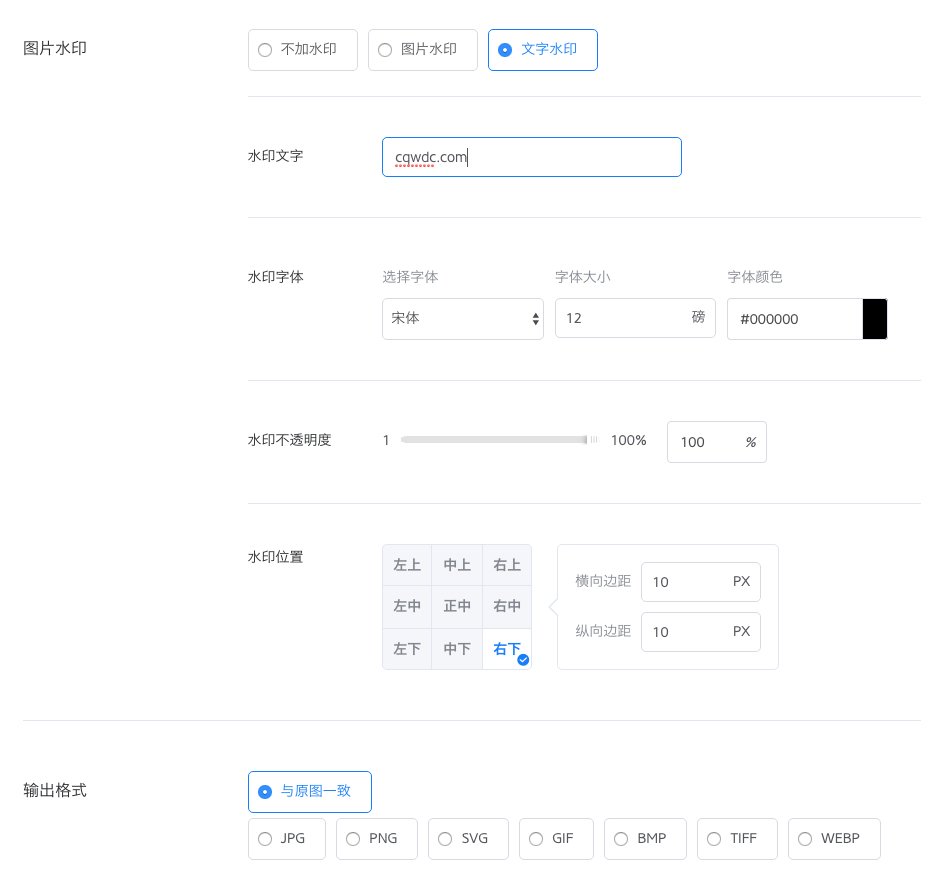 图片水印 不加水印 图片水印 文字水印
水印文字 cqwdc.com
水印字体 选择字体 字体大小 字体颜色
宋体 12 磅 #000000
水印不透明度 1 100% 100 %
水印位置 左上 中上 右上
左中 正中 右中
左下 中下 右下
横向边距 10 PX
纵向边距 10 PX
输出格式 与原图一致
JPG PNG SVG GIF BMP TIFF WEBP